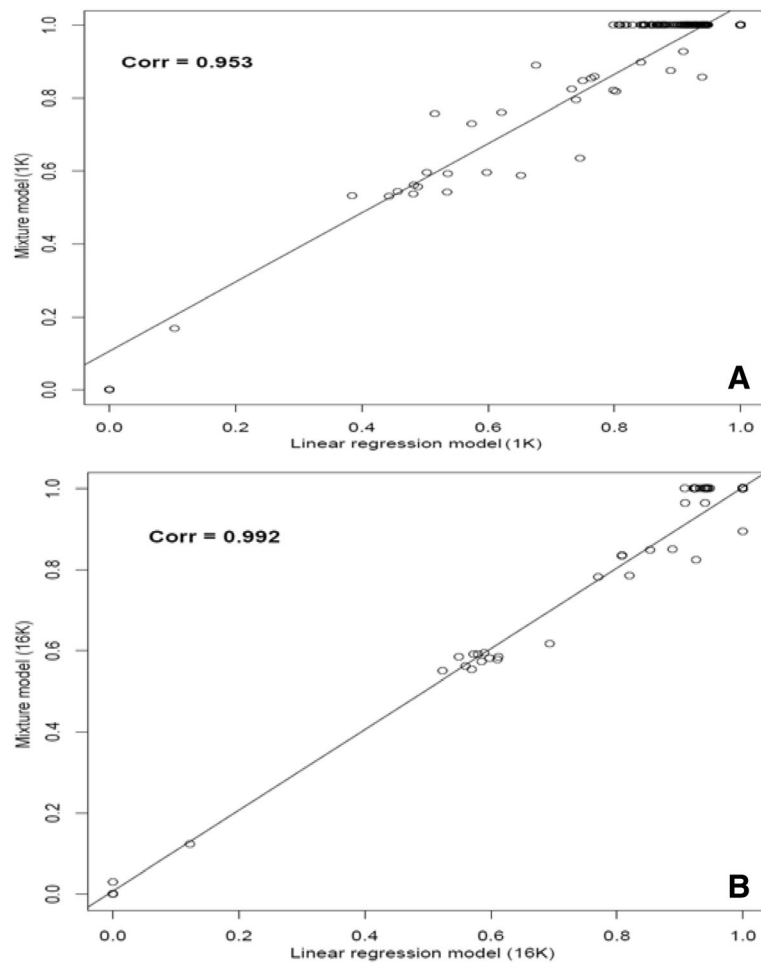 1.0
Corr = 0.953
0.8
0.6
Mixture model (1K)
0.4
0.2
0.0
A
0.0 0.2 0.4 0.6 0.8 1.0
Linear regression model (1K)
1.0
Corr = 0.992
0.8
0.6
Mixture model (16K)
0.4
0.2
0.0
B
0.0 0.2 0.4 0.6 0.8 1.0
Linear regression model (16K)